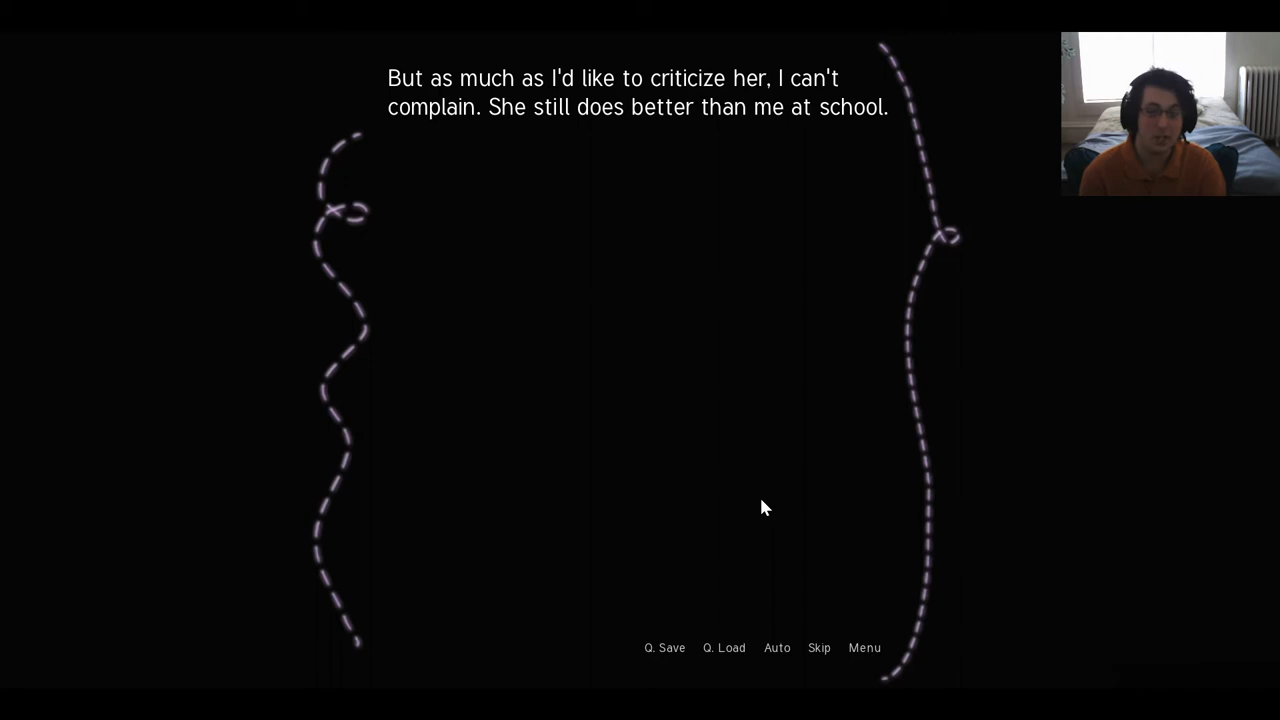 But as much as I'd like to criticize her, I can't
complain. She still does better than me at school.
Q. Save Q. Load Auto Skip Menu